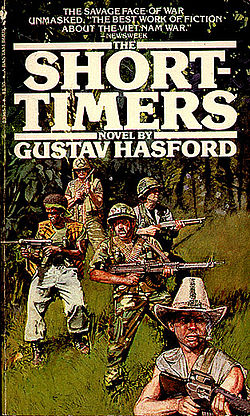 THE SAVAGE FACE OF WAR
UNMASKED. "THE BEST WORK OF FICTION
ABOUT THE VIETNAM WAR."
—NEWSWEEK
THE
SHORT-
TIMERS
NOVEL BY
GUSTAV HASFORD